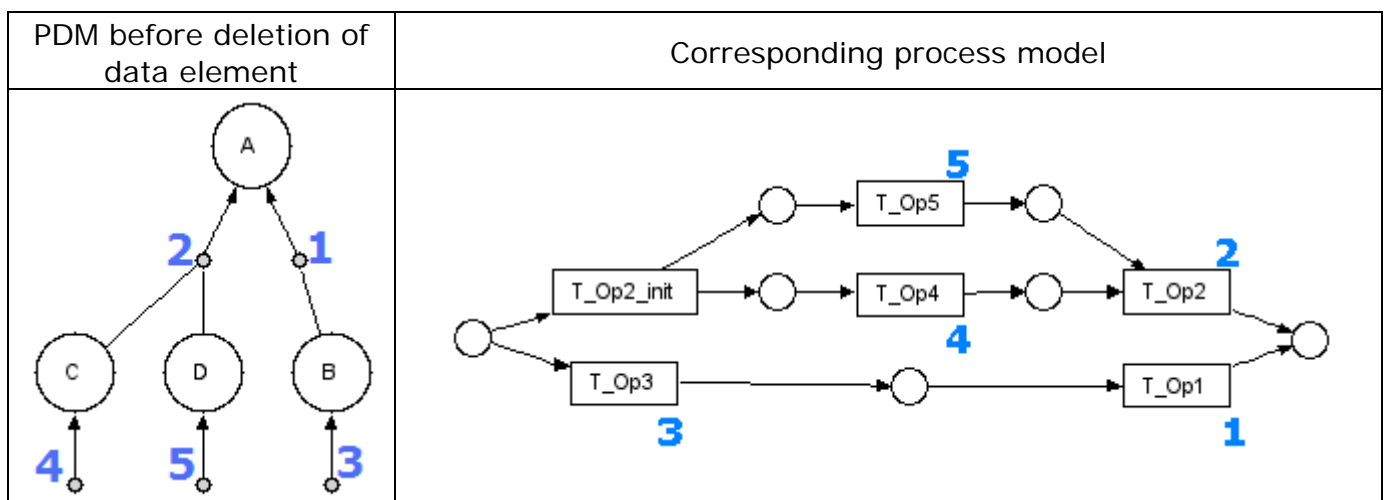 PDM before deletion of
data element
Corresponding process model
A
2
1
C
D
B
4
5
3
5
T_Op5
2
T_Op2_init
T_Op4
T_Op2
4
T_Op3
T_Op1
3
1